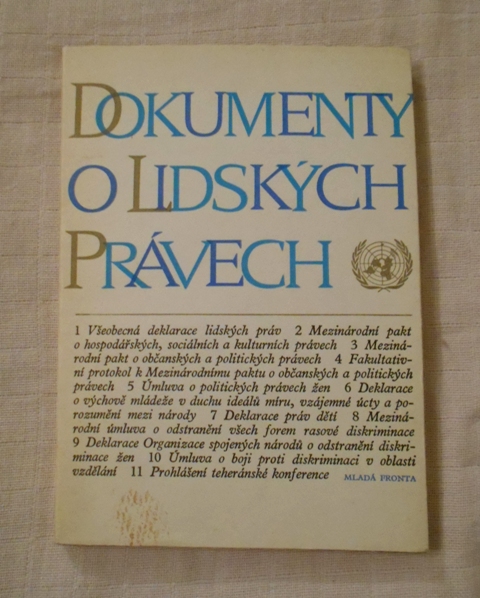 DOKUMENTY
O LIDSKÝCH
PRÁVECH
1 Všeobecná deklarace lidských práv 2 Mezinárodní pakt
o hospodářských, sociálních a kulturních právech 3 Meziná-
rodní pakt o občanských a politických právech 4 Fakultativ-
ní protokol k Mezinárodnímu paktu o občanských a politických
právech 5 Úmluva o politických právech žen 6 Deklarace
o výchově mládeže v duchu ideálů míru, vzájemné úcty a po-
rozumění mezi národy 7 Deklarace práv dětí 8 Meziná-
rodní úmluva o odstranění všech forem rasové diskriminace
9 Deklarace Organizace spojených národů o odstranění diskri-
minace žen 10 Úmluva o boji proti diskriminaci v oblasti
vzdělání 11 Prohlášení teheránské konference MLADÁ FRONTA